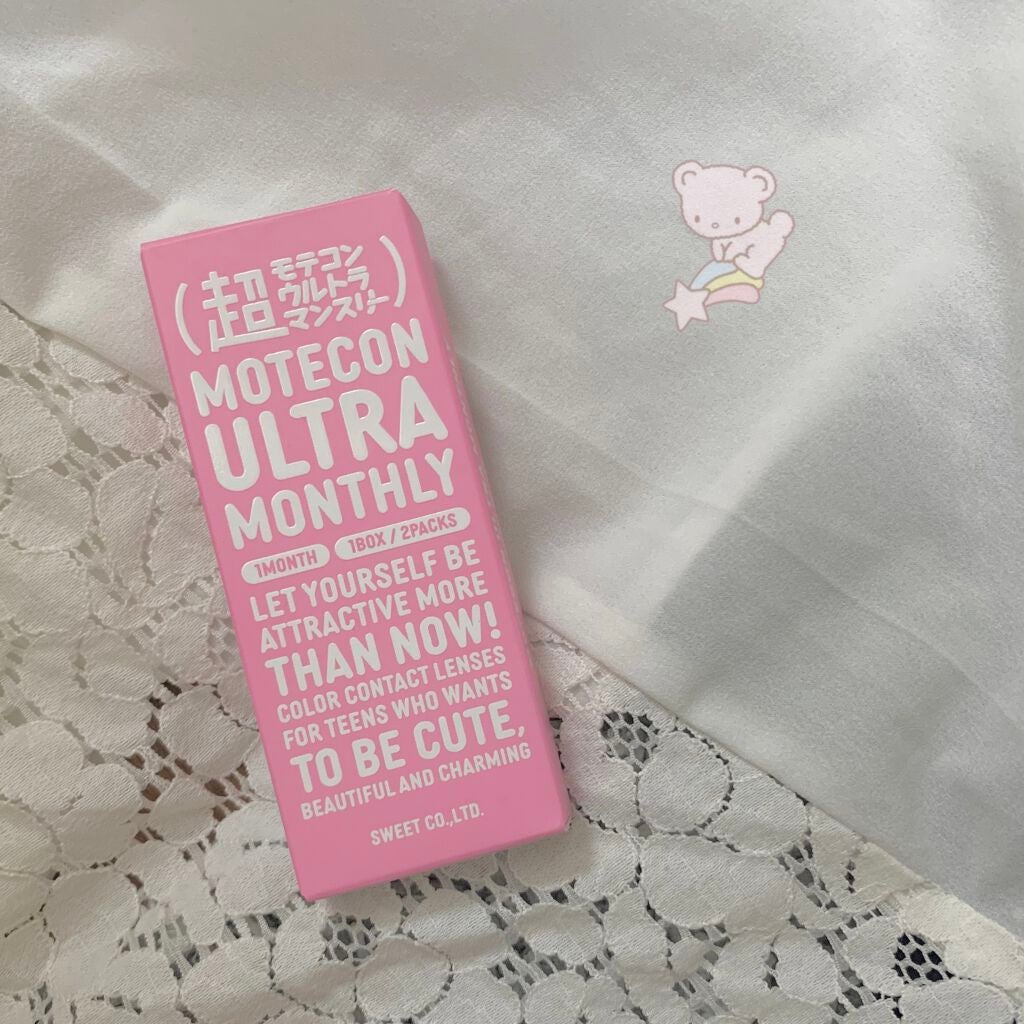 (超 モテコン
ウルトラ
マンスリー)
MOTECON
ULTRA
MONTHLY
1MONTH 1BOX / 2PACKS
LET YOURSELF BE
ATTRACTIVE MORE
THAN NOW!
COLOR CONTACT LENSES
FOR TEENS WHO WANTS
TO BE CUTE,
BEAUTIFUL AND CHARMING
SWEET CO.,LTD.